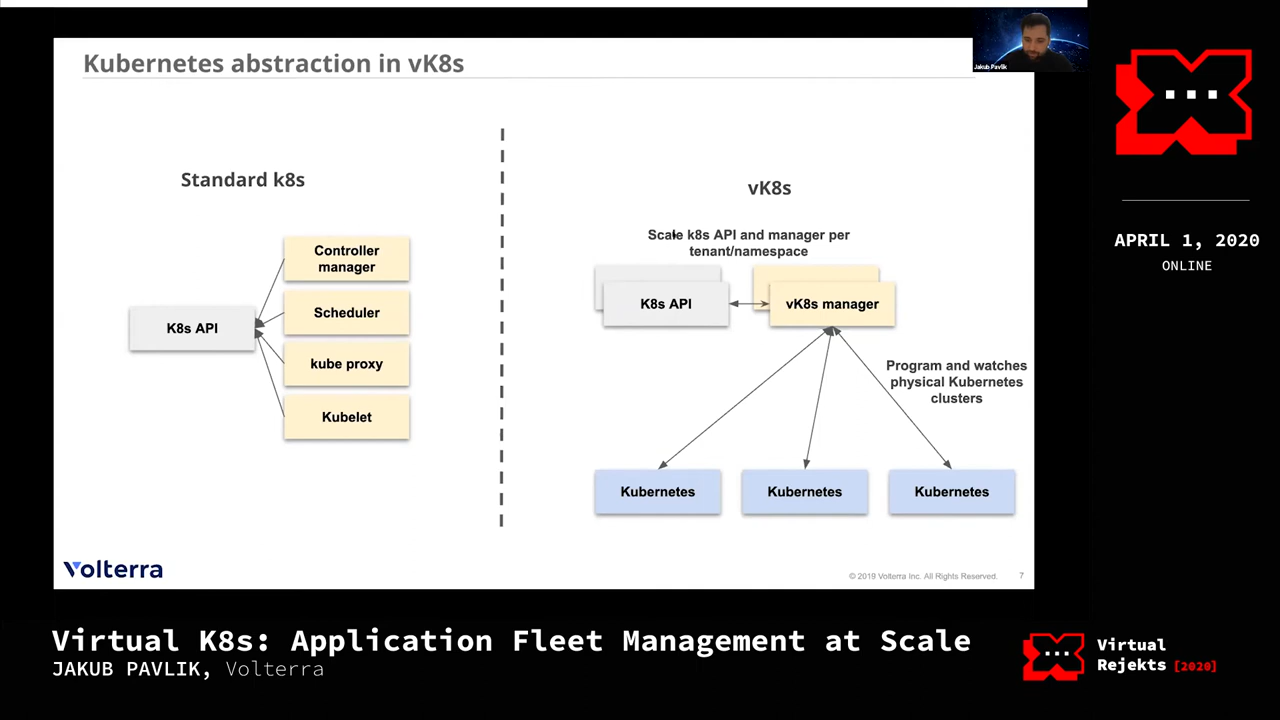 Kubernetes abstraction in vK8s
Jakub Pavlik
Standard k8s
Controller
manager
Scheduler
kube proxy
Kubelet
K8s API
vK8s
Scale k8s API and manager per
tenant/namespace
K8s API
vK8s manager
Program and watches
physical Kubernetes
clusters
Kubernetes
Kubernetes
Kubernetes
Volterra
© 2019 Volterra Inc. All Rights Reserved.
7
APRIL 1, 2020
ONLINE
Virtual K8s: Application Fleet Management at Scale
JAKUB PAVLIK, Volterra
Virtual
Rejekts [2020]